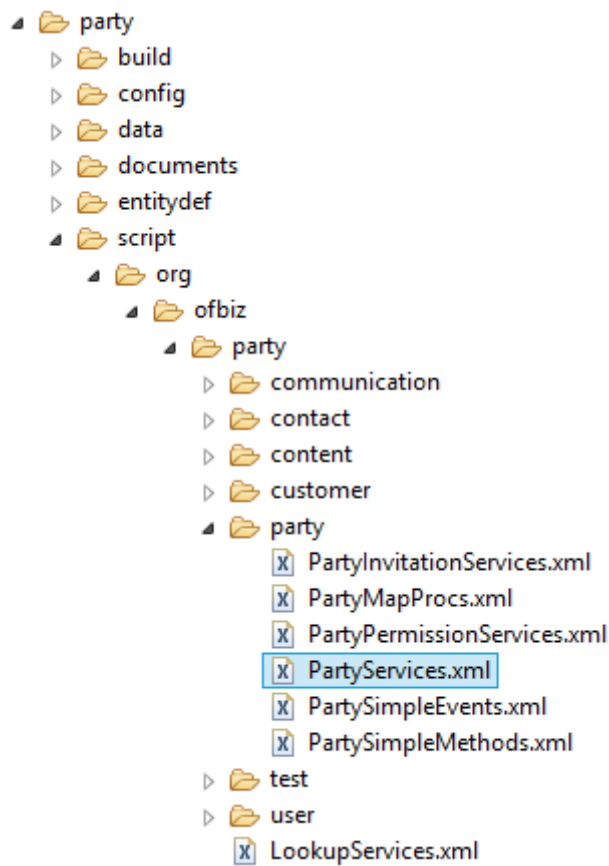 party
build
config
data
documents
entitydef
script
org
ofbiz
party
communication
contact
content
customer
party
PartyInvitationServices.xml
PartyMapProcs.xml
PartyPermissionServices.xml
PartyServices.xml
PartySimpleEvents.xml
PartySimpleMethods.xml
test
user
LookupServices.xml